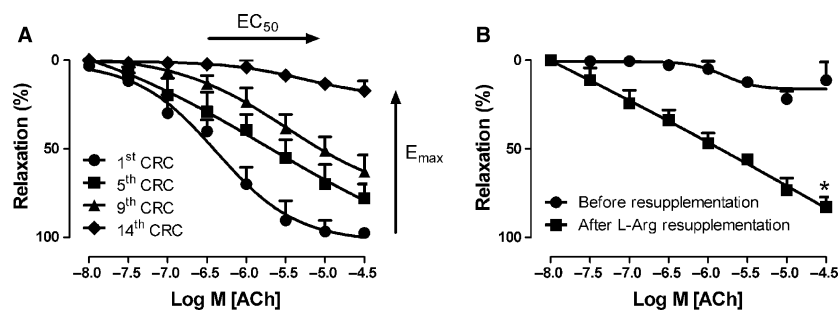 A
EC50
Relaxation (%)
0
50
100
1st CRC
5th CRC
9th CRC
14th CRC
Emax
–8.0 –7.5 –7.0 –6.5 –6.0 –5.5 –5.0 –4.5
Log M [ACh]
B
Relaxation (%)
0
50
100
*
Before resupplementation
After L-Arg resupplementation
–8.0 –7.5 –7.0 –6.5 –6.0 –5.5 –5.0 –4.5
Log M [ACh]